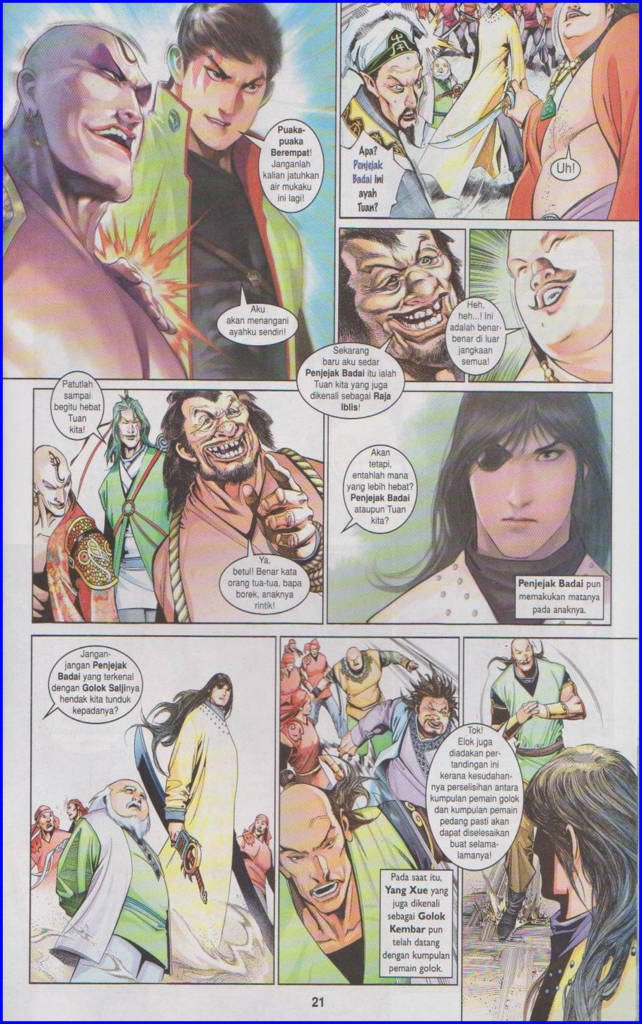 Puaka-
puaka
Berempat!
Janganlah
kalian jatuhkan
air mukaku
ini lagi!
Aku
akan menangani
ayahku sendiri!
Apa?
Penjejak
Badai ini
ayah
Tuan?
Uh!
Sekarang
baru aku sedar
Penjejak Badai itu ialah
Tuan kita yang juga
dikenali sebagai Raja
Iblis!
Heh,
heh...! Ini
adalah benar-
benar di luar
jangkaan
semua!
Patutlah
sampai
begitu hebat
Tuan
kita!
Ya,
betul! Benar kata
orang tua-tua, bapa
borek, anaknya
rintik!
Akan
tetapi,
entahlah mana
yang lebih hebat?
Penjejak Badai
ataupun Tuan
kita?
Penjejak Badai pun
memakukan matanya
pada anaknya.
Jangan-
jangan Penjejak
Badai yang terkenal
dengan Golok Saljinya
hendak kita tunduk
kepadanya?
Pada saat itu,
Yang Xue yang
juga dikenali
sebagai Golok
Kembar pun
telah datang
dengan kumpulan
pemain golok.
Tok!
Elok juga
diadakan per-
tandingan ini
kerana kesudahan-
nya perselisihan antara
kumpulan pemain golok
dan kumpulan pemain
pedang pasti akan
dapat diselesaikan
buat selama-
lamanya!
21